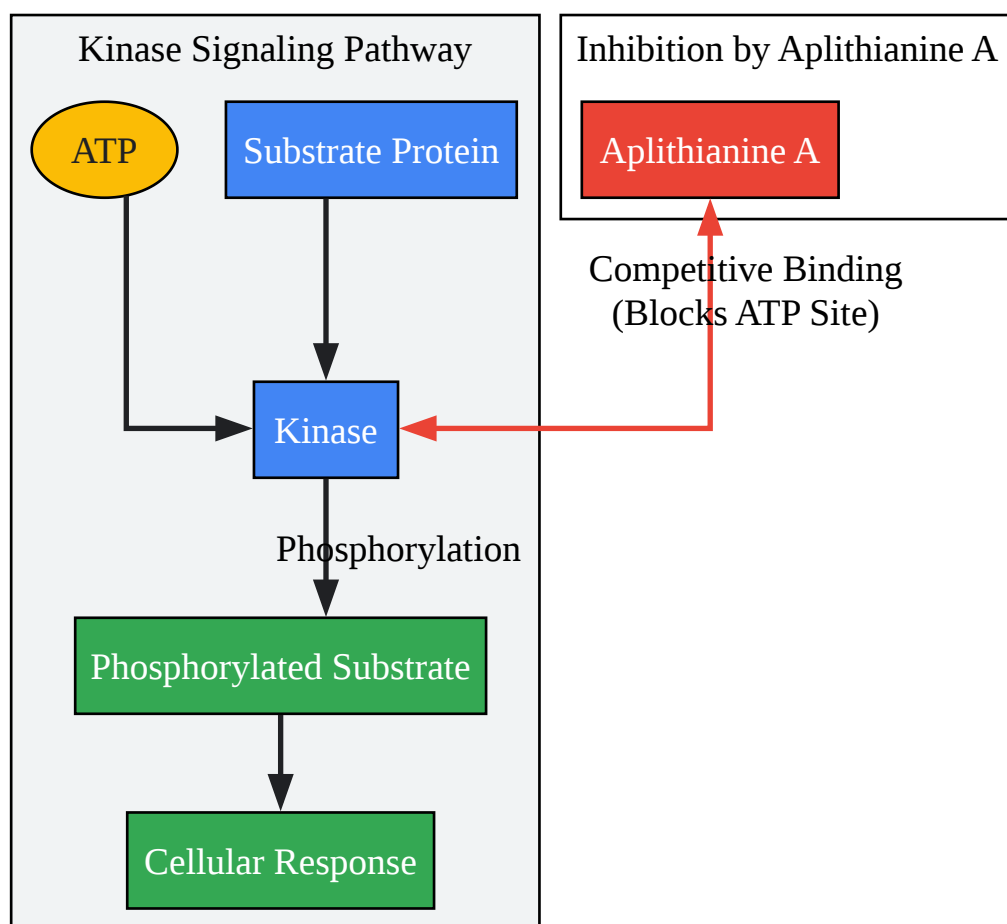 Kinase Signaling Pathway
Inhibition by Aplithianine A
ATP
Substrate Protein
Aplithianine A
Competitive Binding
(Blocks ATP Site)
Kinase
Phosphorylation
Phosphorylated Substrate
Cellular Response